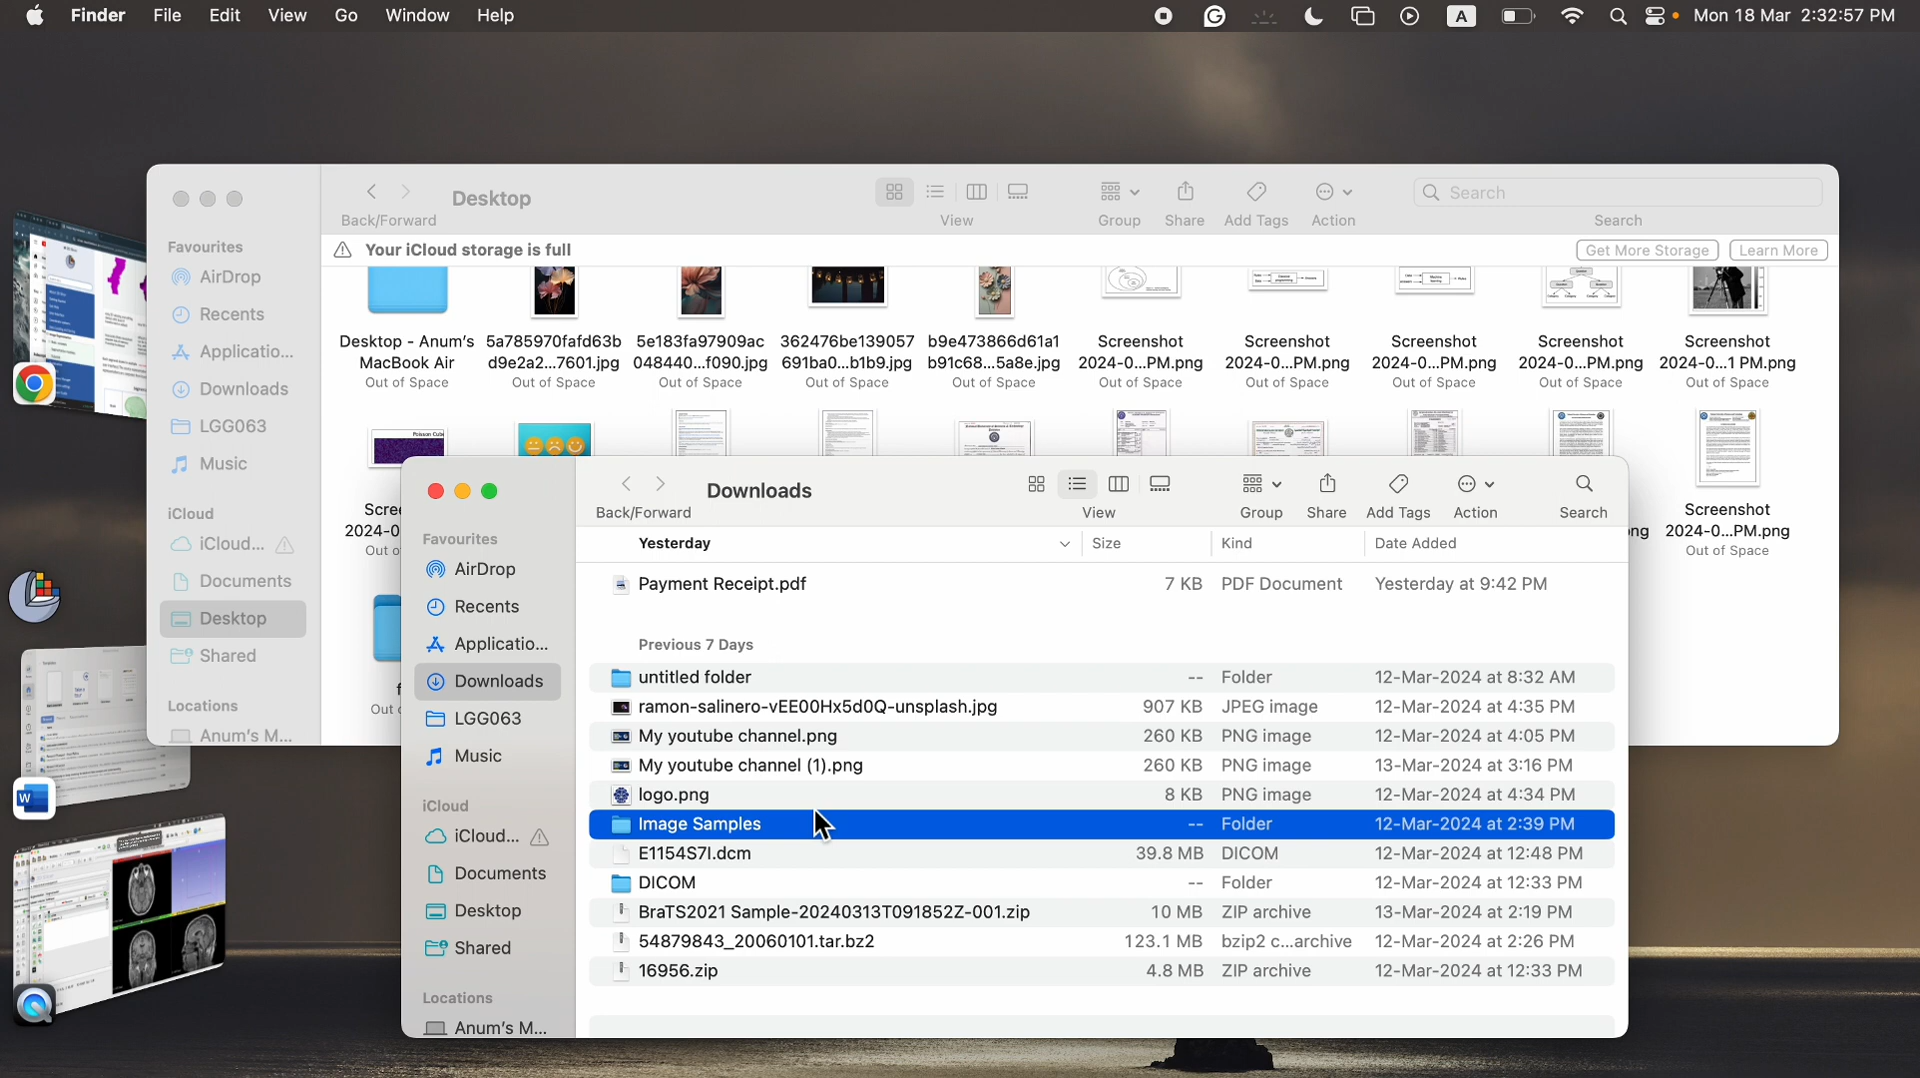 Finder File Edit View Go Window Help A Mon 18 Mar 2:32:57 PM
Back/Forward Desktop View Group Share Add Tags Action Search
Search
Your iCloud storage is full Get More Storage Learn More
Favourites
AirDrop
Recents
Applicatio...
Downloads
LGG063
Music
iCloud
iCloud...
Documents
Desktop
Shared
Locations
Anum's M...
Desktop - Anum's MacBook Air
Out of Space
5a785970fafd63b
d9e2a2...7601.jpg
Out of Space
5e183fa97909ac
048440...f090.jpg
Out of Space
362476be139057
691ba0...b1b9.jpg
Out of Space
b9e473866d61a1
b91c68...5a8e.jpg
Out of Space
Screenshot
2024-0...PM.png
Out of Space
Screenshot
2024-0...PM.png
Out of Space
Screenshot
2024-0...PM.png
Out of Space
Screenshot
2024-0...PM.png
Out of Space
Screenshot
2024-0...1 PM.png
Out of Space
Poisson Cub
Scree
2024-0
Out o
ng
Screenshot
2024-0...PM.png
Out of Space
f
Out o
Downloads
Back/Forward View Group Share Add Tags Action Search
Favourites
AirDrop
Recents
Applicatio...
Downloads
LGG063
Music
iCloud
iCloud...
Documents
Desktop
Shared
Locations
Anum's M...
Yesterday Size Kind Date Added
Payment Receipt.pdf 7 KB PDF Document Yesterday at 9:42 PM
Previous 7 Days
untitled folder -- Folder 12-Mar-2024 at 8:32 AM
ramon-salinero-vEE00Hx5d0Q-unsplash.jpg 907 KB JPEG image 12-Mar-2024 at 4:35 PM
My youtube channel.png 260 KB PNG image 12-Mar-2024 at 4:05 PM
My youtube channel (1).png 260 KB PNG image 13-Mar-2024 at 3:16 PM
logo.png 8 KB PNG image 12-Mar-2024 at 4:34 PM
Image Samples -- Folder 12-Mar-2024 at 2:39 PM
E1154S7I.dcm 39.8 MB DICOM 12-Mar-2024 at 12:48 PM
DICOM -- Folder 12-Mar-2024 at 12:33 PM
BraTS2021 Sample-20240313T091852Z-001.zip 10 MB ZIP archive 13-Mar-2024 at 2:19 PM
54879843_20060101.tar.bz2 123.1 MB bzip2 c...archive 12-Mar-2024 at 2:26 PM
16956.zip 4.8 MB ZIP archive 12-Mar-2024 at 12:33 PM
W